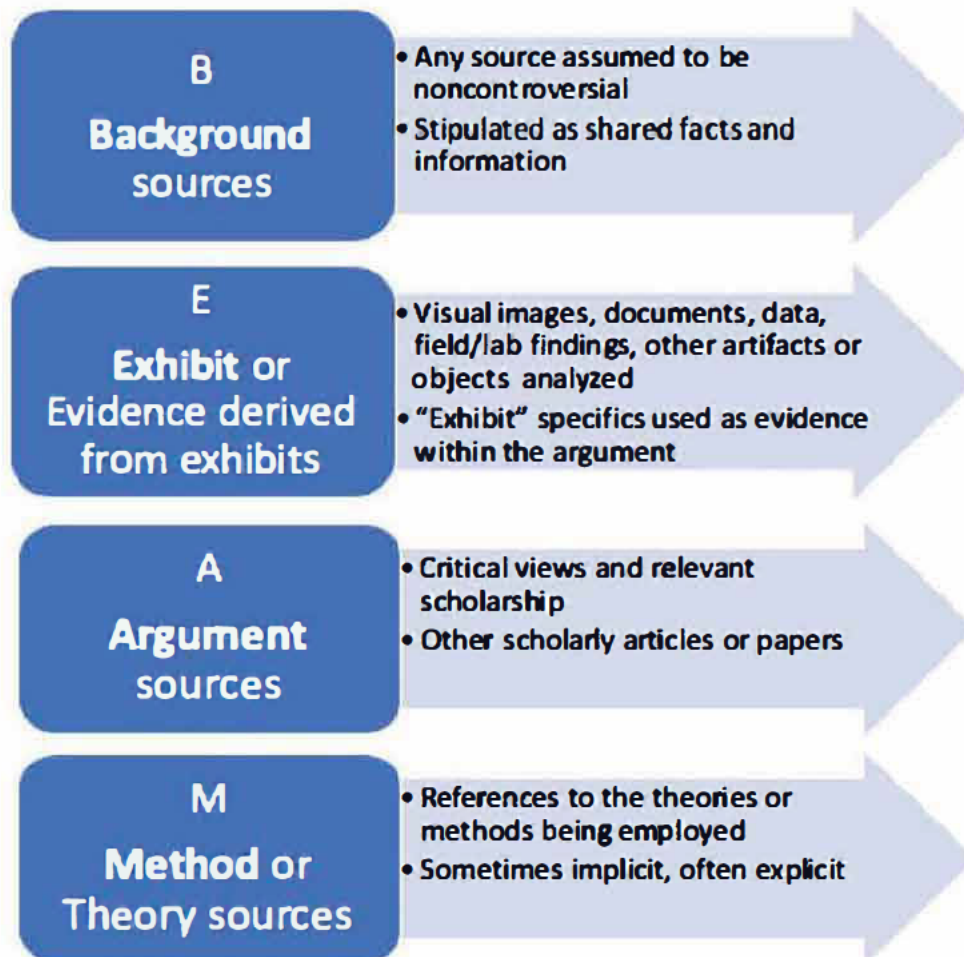 B
Background
sources
• Any source assumed to be
noncontroversial
• Stipulated as shared facts and
information
E
Exhibit or
Evidence derived
from exhibits
• Visual images, documents, data,
field/lab findings, other artifacts or
objects analyzed
• “Exhibit” specifics used as evidence
within the argument
A
Argument
sources
• Critical views and relevant
scholarship
• Other scholarly articles or papers
M
Method or
Theory sources
• References to the theories or
methods being employed
• Sometimes implicit, often explicit